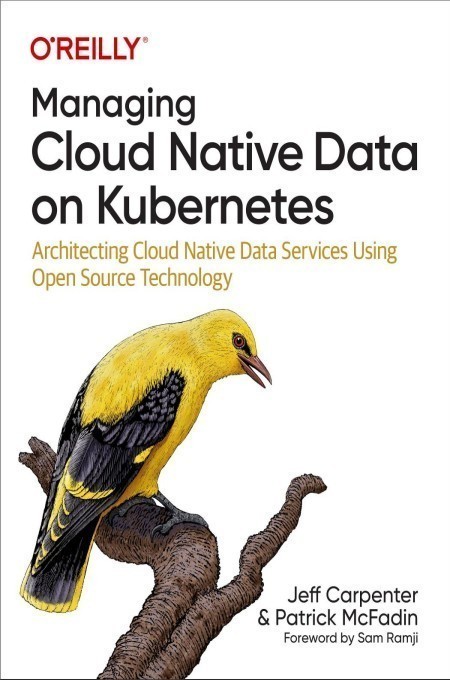 O'REILLY®
Managing
Cloud Native Data
on Kubernetes
Architecting Cloud Native Data Services Using
Open Source Technology
Jeff Carpenter
& Patrick McFadin
Foreword by Sam Ramji